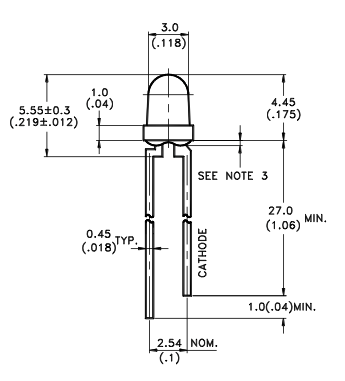 3.0
(.118)
1.0
(.04)
5.55±0.3
(.219±.012)
4.45
(.175)
SEE NOTE 3
27.0
(1.06) MIN.
0.45
(.018) TYP.
CATHODE
1.0(.04)MIN.
2.54 NOM.
(.1)